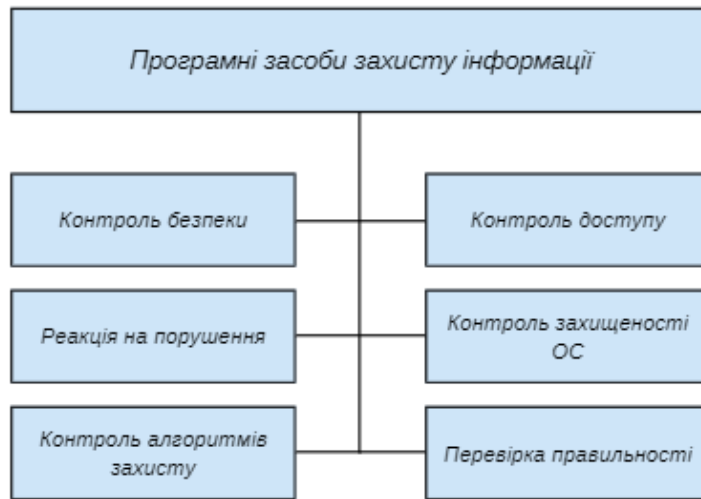 Програмні засоби захисту інформації
Контроль безпеки
Контроль доступу
Реакція на порушення
Контроль захищеності
ОС
Контроль алгоритмів
захисту
Перевірка правильності